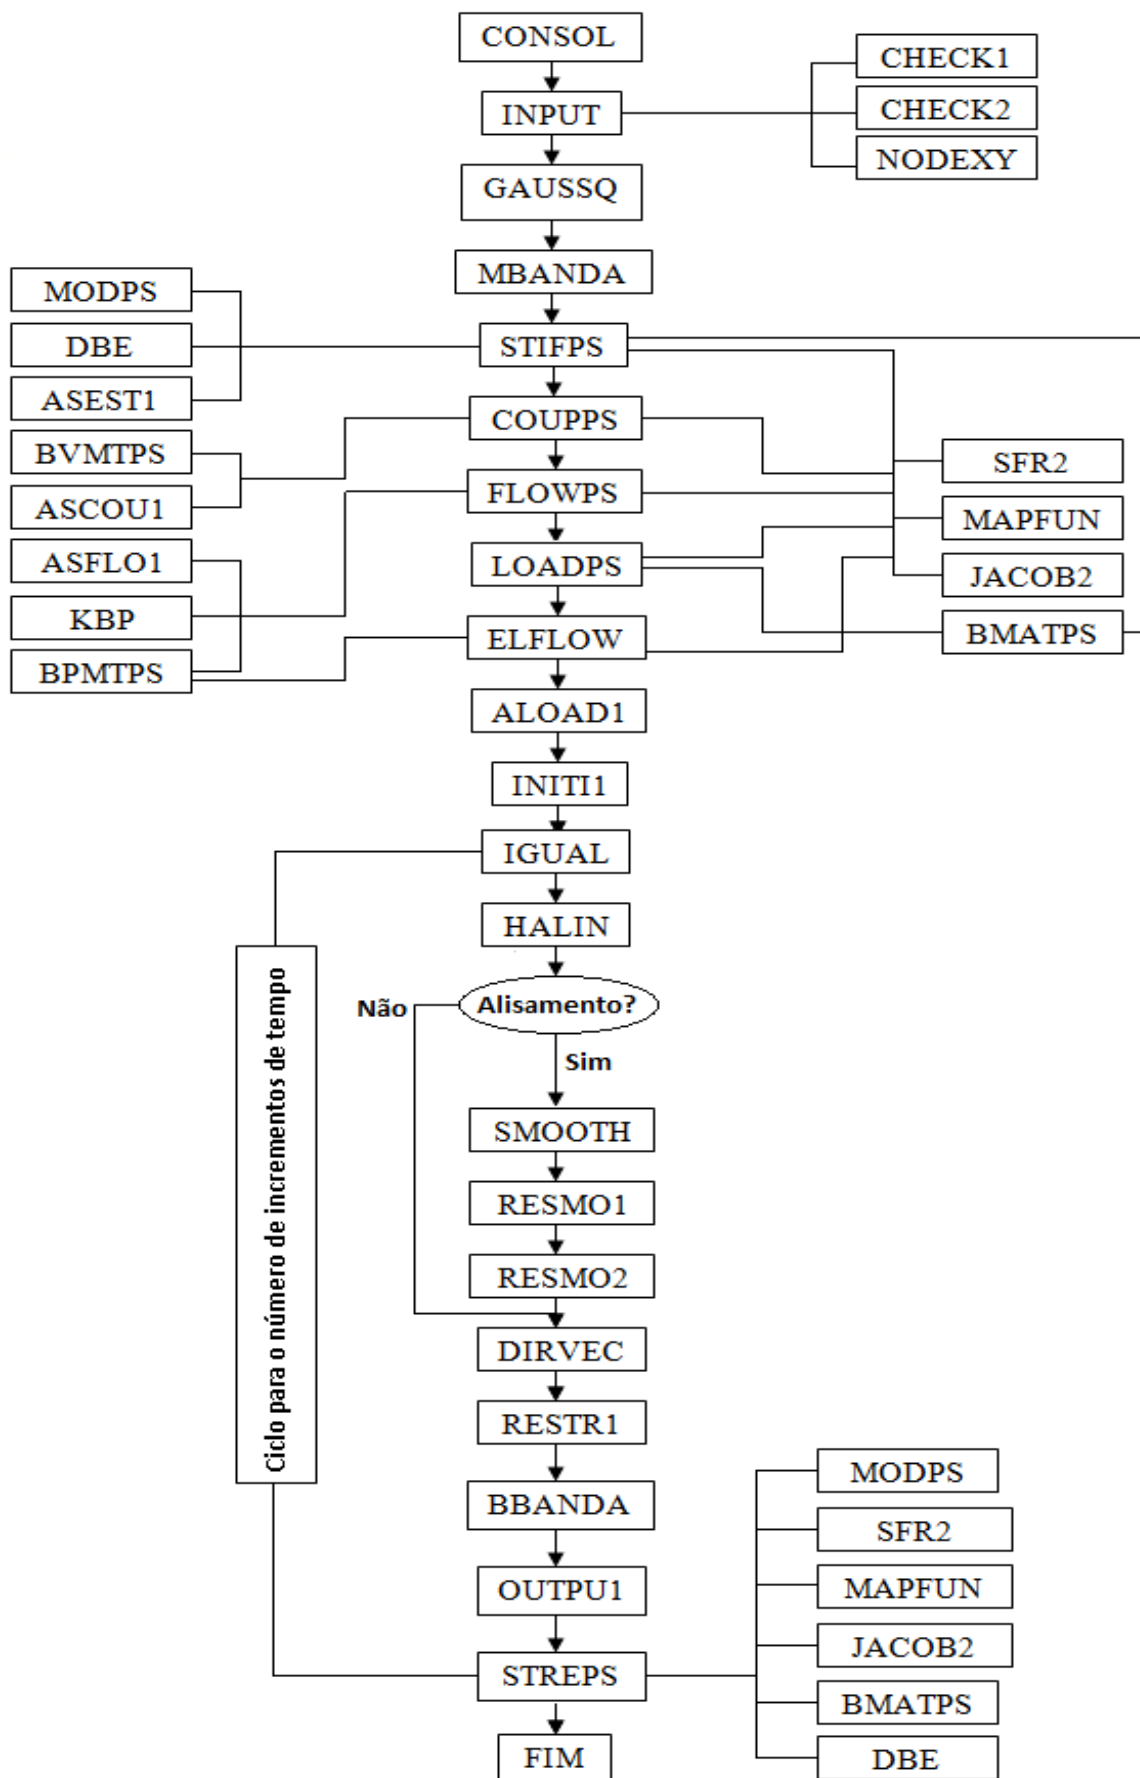 CONSOL
INPUT
CHECK1
CHECK2
NODEXY
GAUSSQ
MBANDA
MODPS
DBE
ASEST1
BVMTPS
ASCOU1
ASFLO1
KBP
BPMTPS
STIFPS
COUPPS
FLOWPS
LOADPS
ELFLOW
SFR2
MAPFUN
JACOB2
BMATPS
ALOAD1
INITI1
IGUAL
HALIN
Ciclo para o número de incrementos de tempo
Alisamento?
Não
Sim
SMOOTH
RESMO1
RESMO2
DIRVEC
RESTR1
BBANDA
OUTPU1
STREPS
MODPS
SFR2
MAPFUN
JACOB2
BMATPS
DBE
FIM